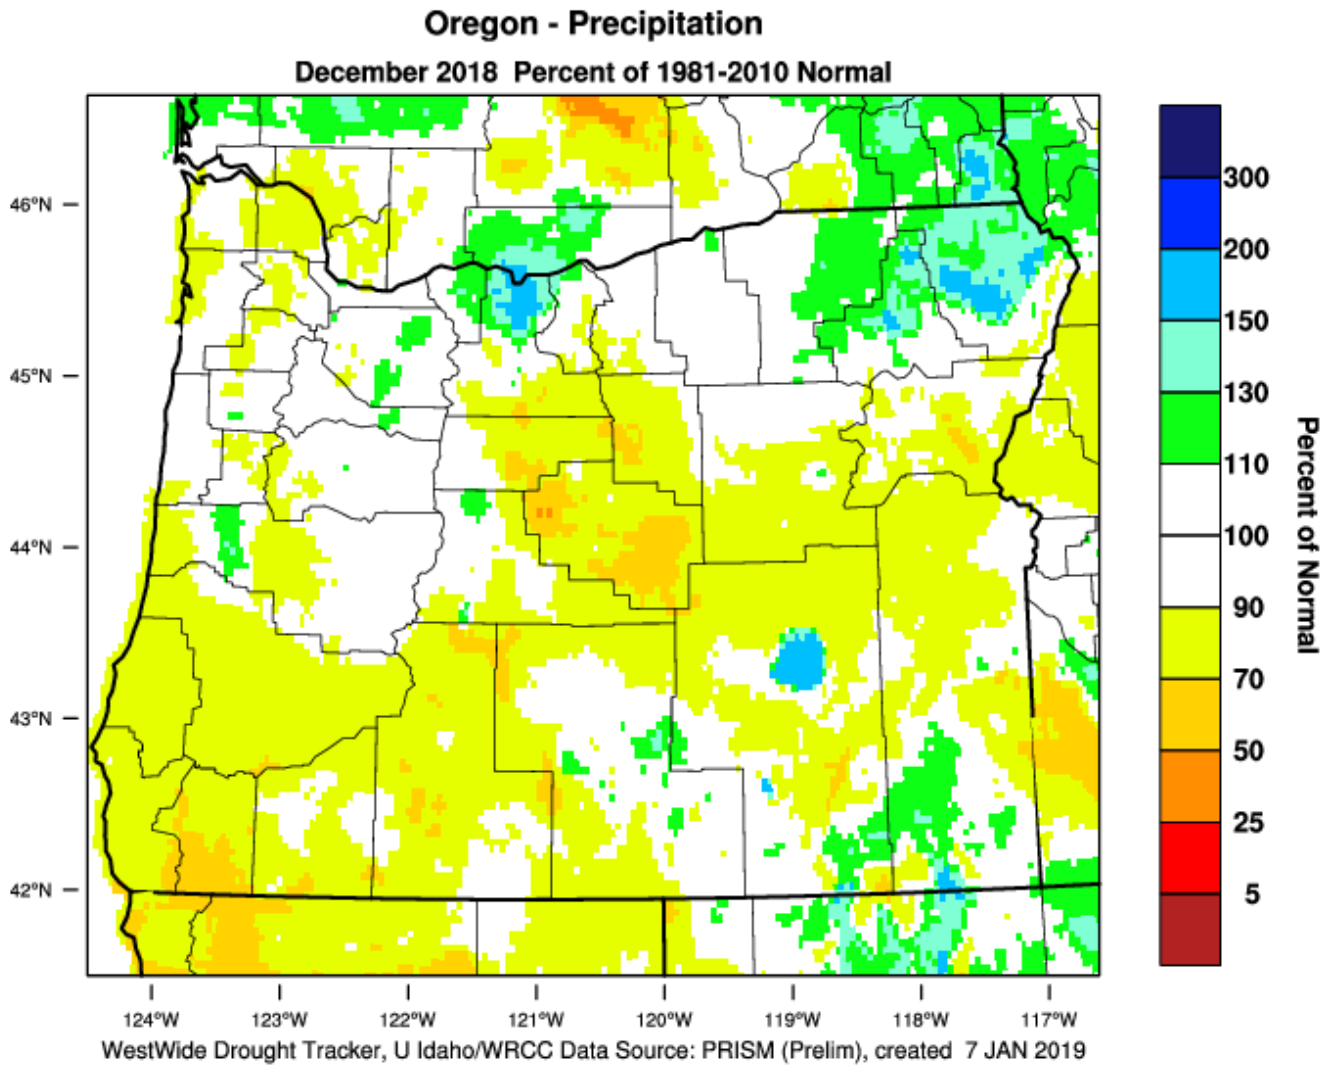 Oregon - Precipitation
December 2018 Percent of 1981-2010 Normal
46°N
45°N
44°N
43°N
42°N
124°W
123°W
122°W
121°W
120°W
119°W
118°W
117°W
300
200
150
130
110
100
90
70
50
25
5
Percent of Normal
WestWide Drought Tracker, U Idaho/WRCC Data Source: PRISM (Prelim), created 7 JAN 2019